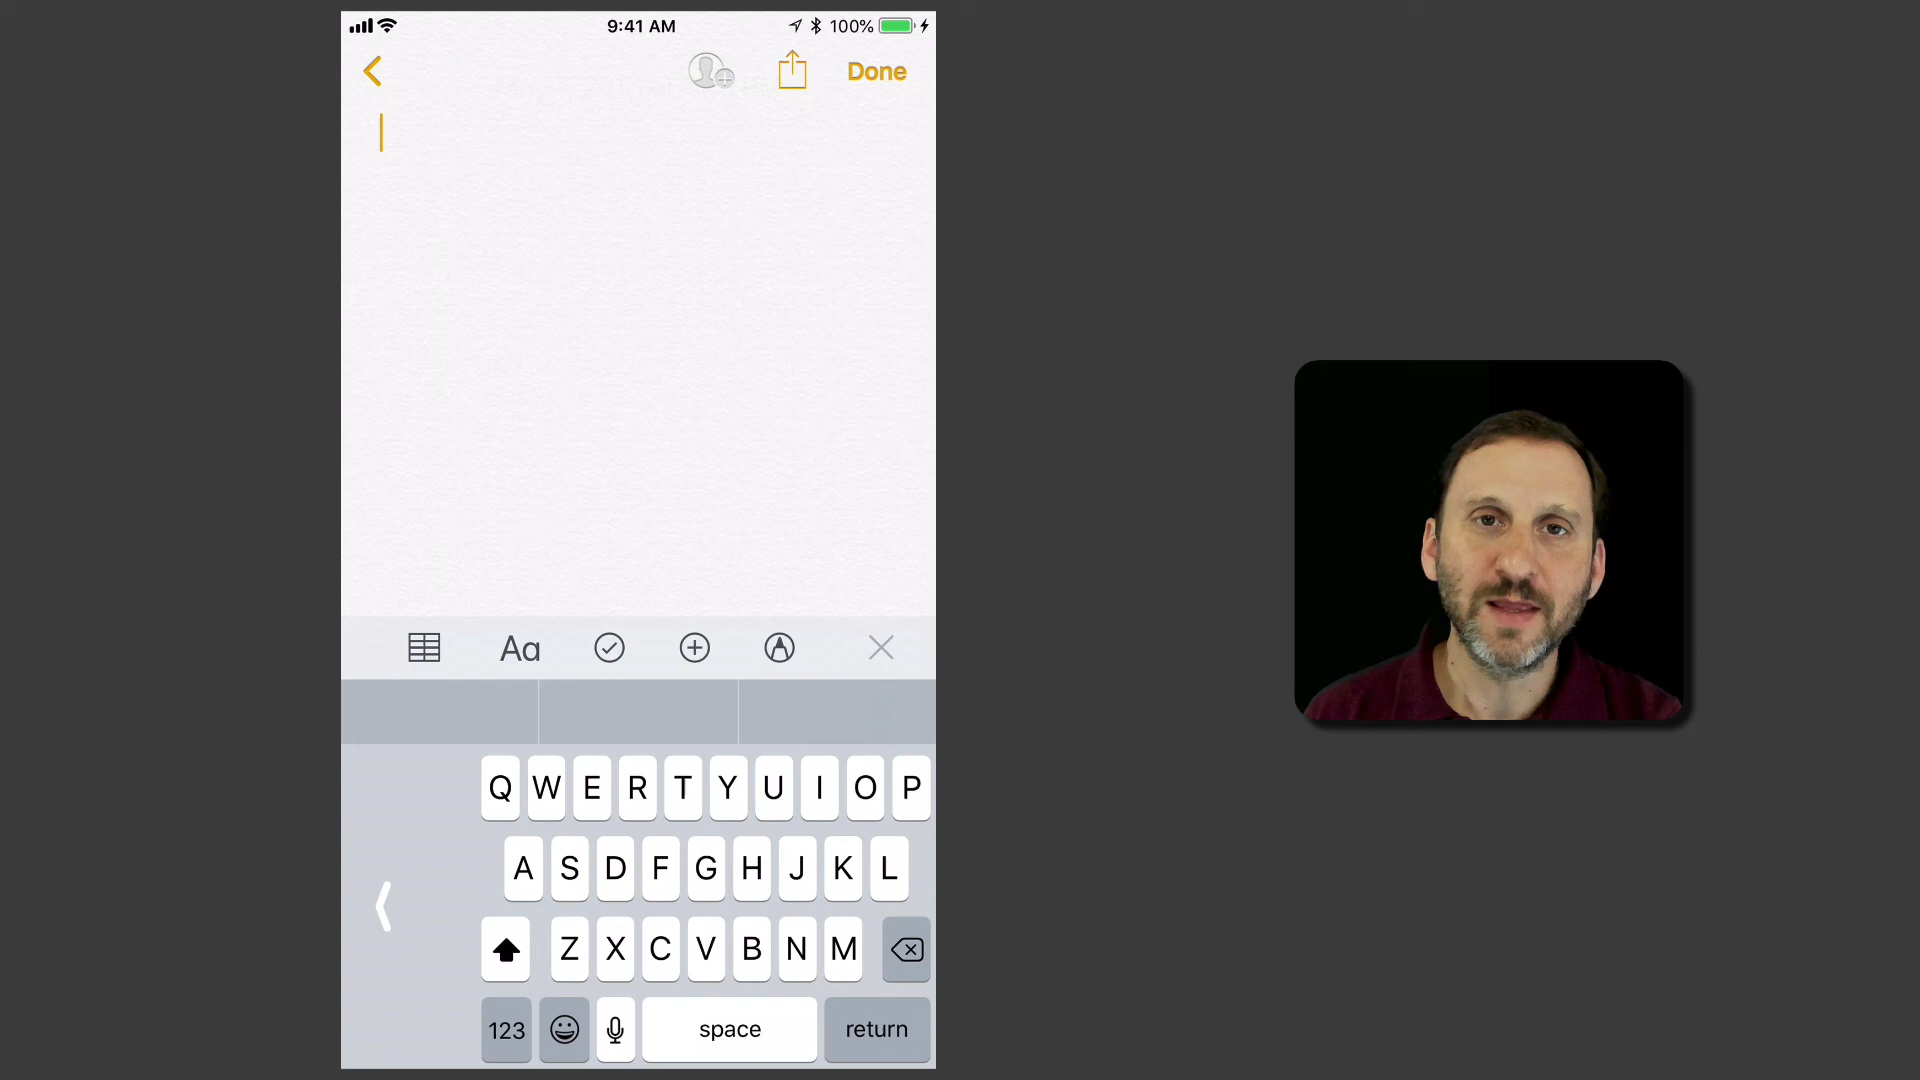 9:41 AM 100%
Done
Aa
Q W E R T Y U I O P
A S D F G H J K L
Z X C V B N M
123 space return